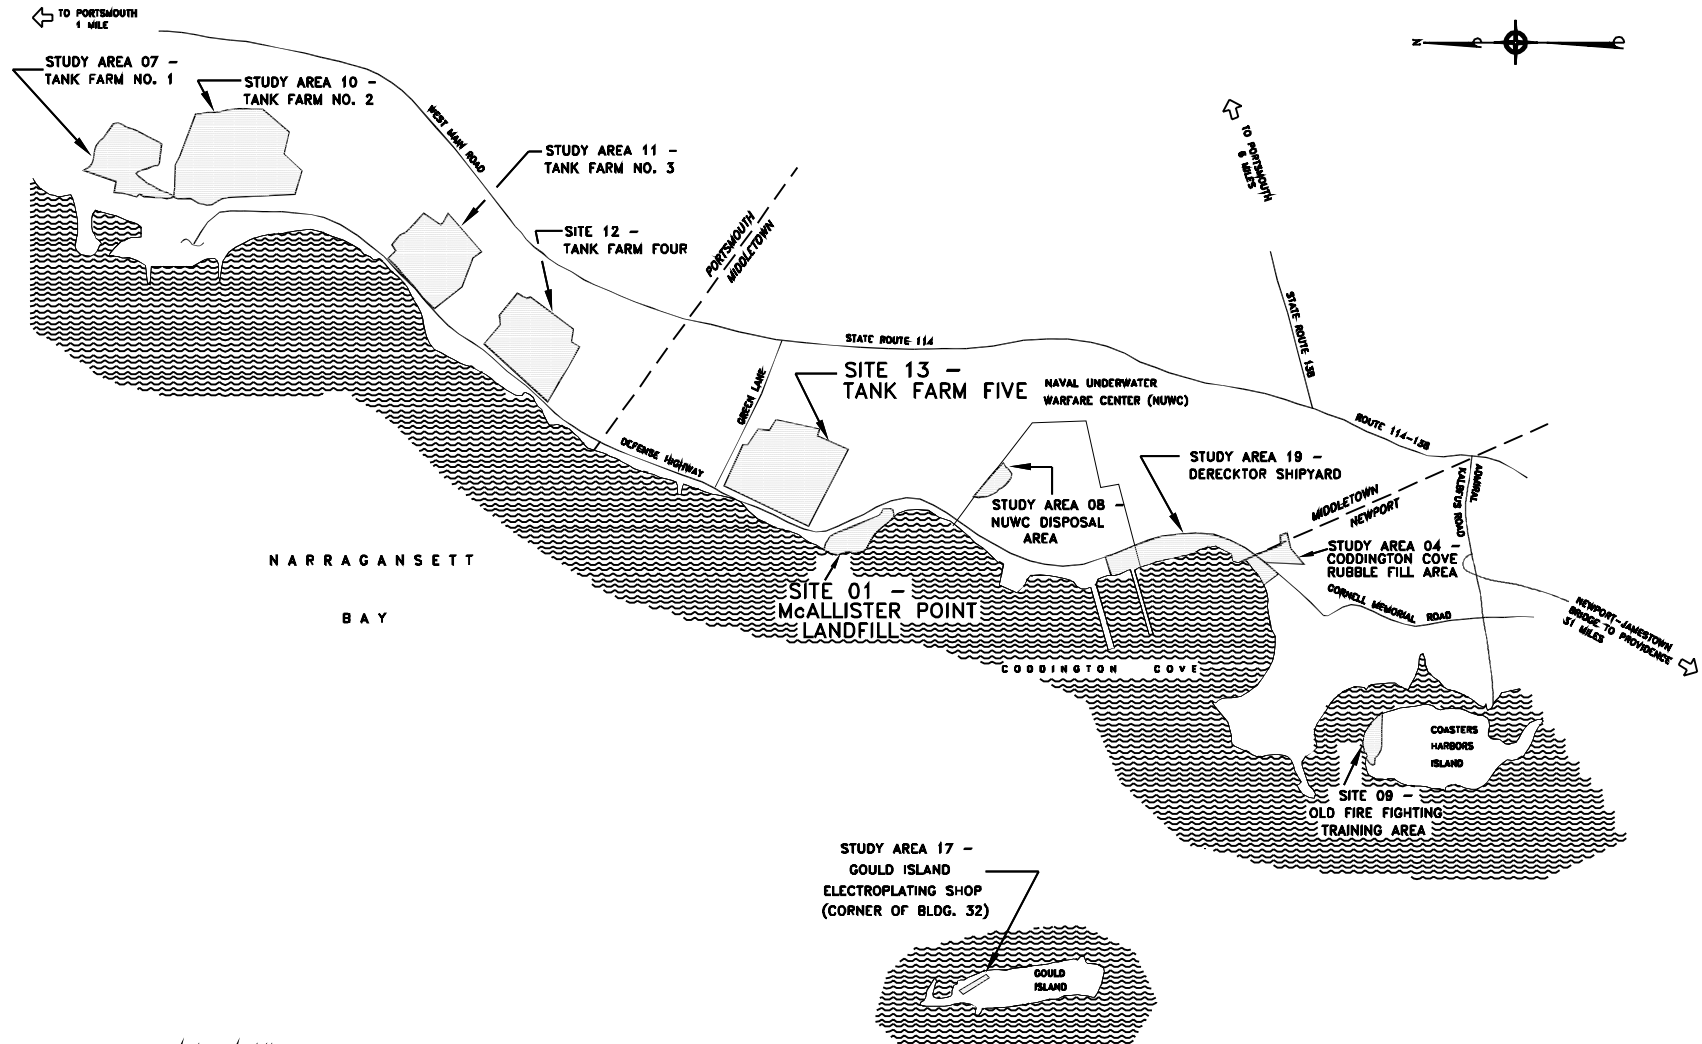 TO PORTSMOUTH
1 MILE
N
STUDY AREA 07 -
TANK FARM NO. 1
STUDY AREA 10 -
TANK FARM NO. 2
WEST MAIN ROAD
STUDY AREA 11 -
TANK FARM NO. 3
TO PORTSMOUTH
6 MILES
SITE 12 -
TANK FARM FOUR
PORTSMOUTH
MIDDLETOWN
STATE ROUTE 114
STATE ROUTE 138
GREEN LANE
SITE 13 -
TANK FARM FIVE
NAVAL UNDERWATER
WARFARE CENTER (NUWC)
ROUTE 114-138
DEFENSE HIGHWAY
STUDY AREA 19 -
DERECKTOR SHIPYARD
ADMIRAL
KALBFUS ROAD
STUDY AREA 08 -
NUWC DISPOSAL
AREA
MIDDLETOWN
NEWPORT
STUDY AREA 04 -
CODDINGTON COVE
RUBBLE FILL AREA
NARRAGANSETT
BAY
SITE 01 -
McALLISTER POINT
LANDFILL
CORNELL MEMORIAL ROAD
NEWPORT-JAMESTOWN
BRIDGE TO PROVIDENCE
31 MILES
CODDINGTON COVE
COASTERS
HARBORS
ISLAND
SITE 09 -
OLD FIRE FIGHTING
TRAINING AREA
STUDY AREA 17 -
GOULD ISLAND
ELECTROPLATING SHOP
(CORNER OF BLDG. 32)
GOULD
ISLAND